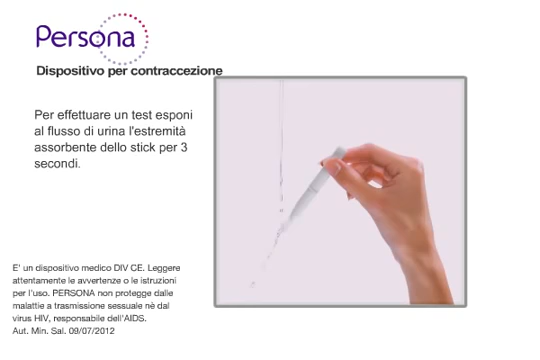 Persona
Dispositivo per contraccezione
Per effettuare un test esponi
al flusso di urina l'estremità
assorbente dello stick per 3
secondi.
E' un dispositivo medico DIV CE. Leggere
attentamente le avvertenze o le istruzioni
per l'uso. PERSONA non protegge dalle
malattie a trasmissione sessuale nè dal
virus HIV, responsabile dell'AIDS.
Aut. Min. Sal. 09/07/2012